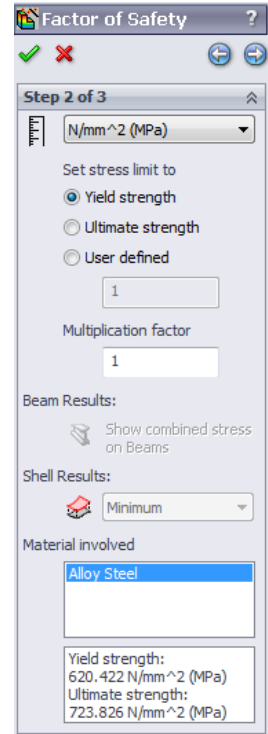 Factor of Safety ?
Step 2 of 3
N/mm^2 (MPa)
Set stress limit to
Yield strength
Ultimate strength
User defined
1
Multiplication factor
1
Beam Results:
Show combined stress
on Beams
Shell Results:
Minimum
Material involved
Alloy Steel
Yield strength:
620.422 N/mm^2 (MPa)
Ultimate strength:
723.826 N/mm^2 (MPa)